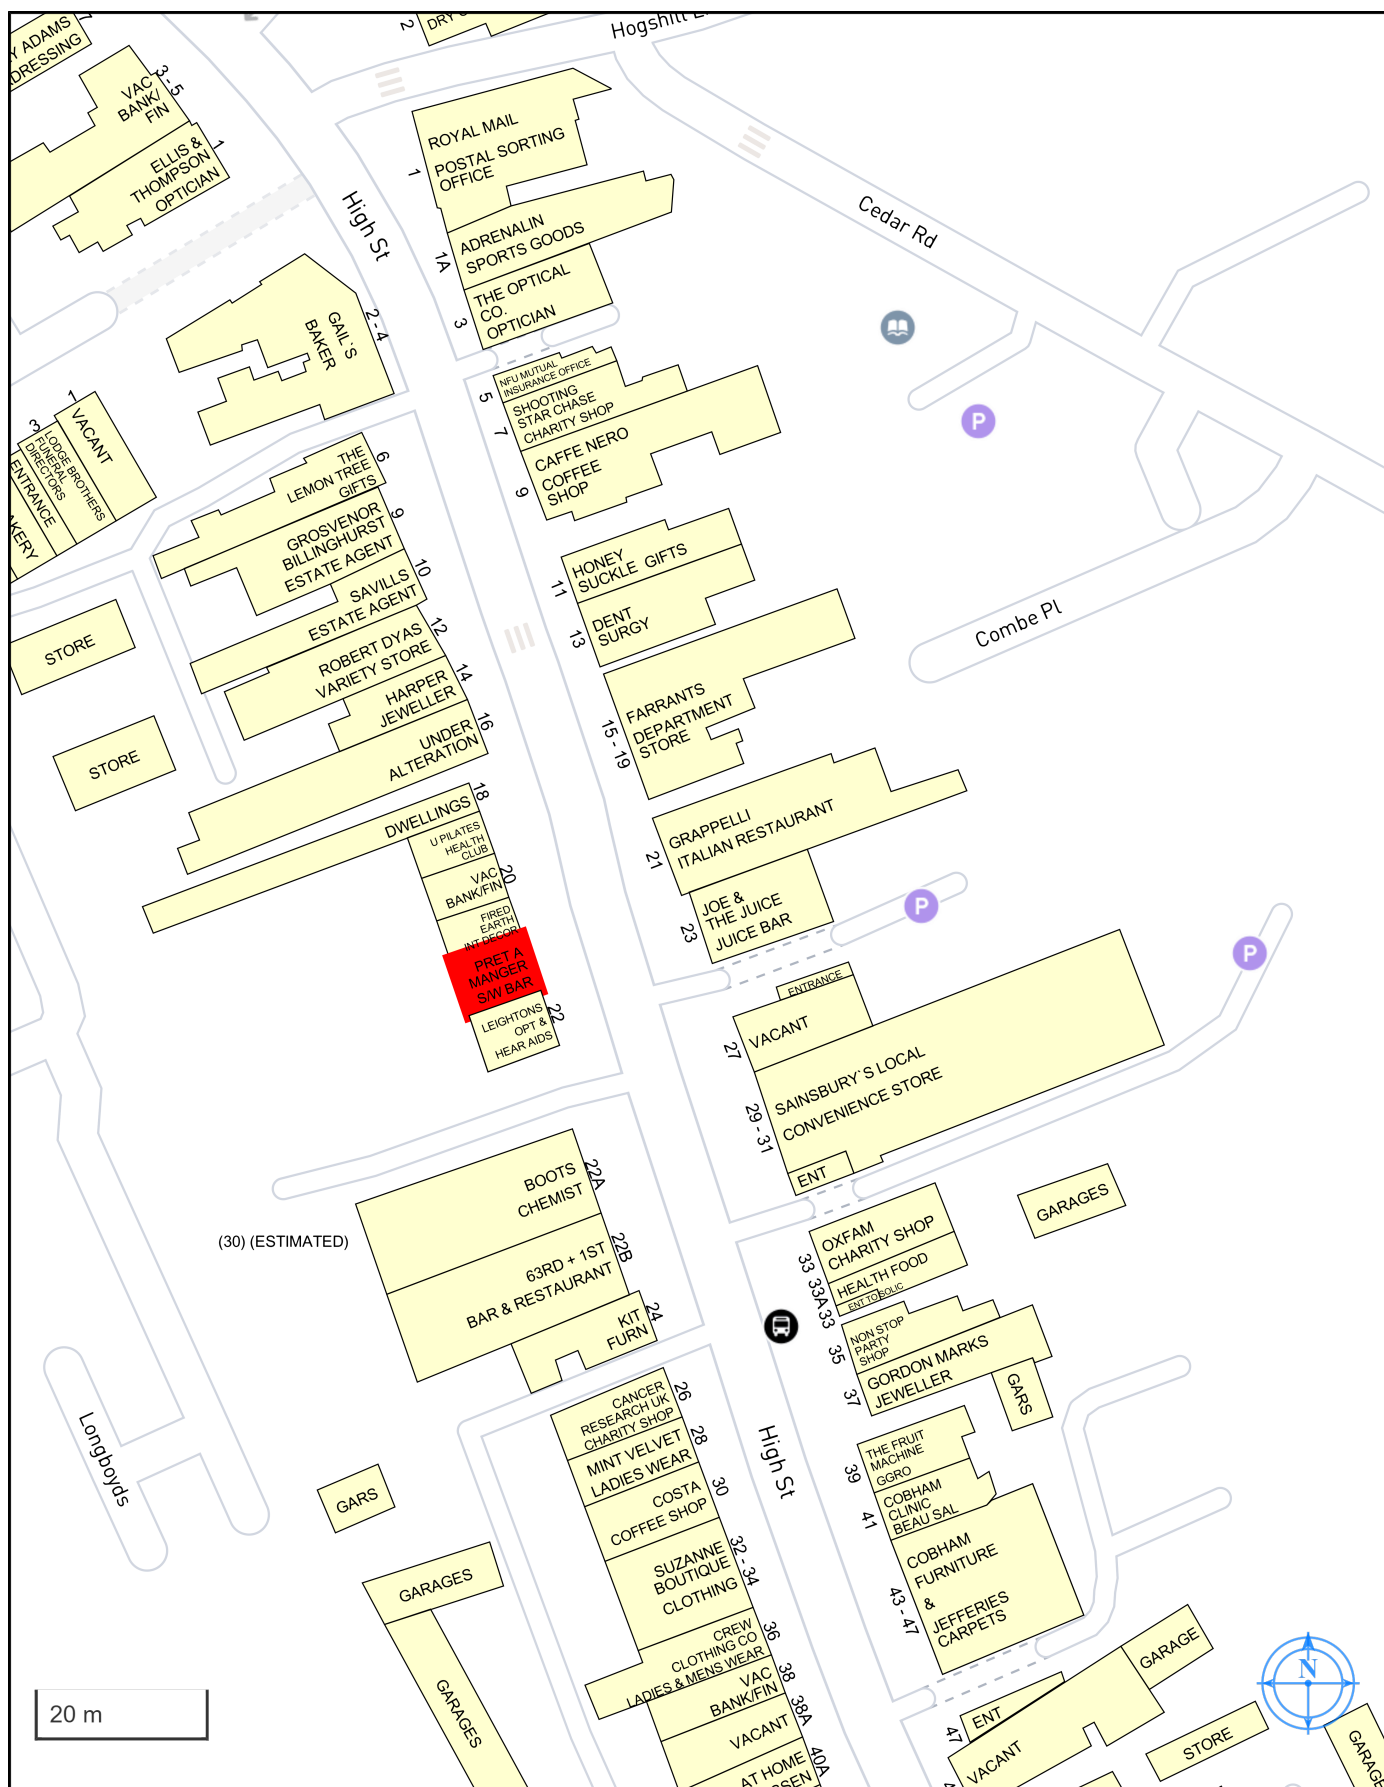 Y ADAMS
DRESSING
7
2
DRY
Hogshill
3 - 5
VAC
BANK/
FIN
1
ELLIS &
THOMPSON
OPTICIAN
High St
ROYAL MAIL
POSTAL SORTING
OFFICE
1
ADRENALIN
SPORTS GOODS
1A
THE OPTICAL
CO.
OPTICIAN
3
Cedar Rd
2 - 4
GAIL`S
BAKER
NFU MUTUAL
INSURANCE OFFICE
5
SHOOTING
STAR CHASE
CHARITY SHOP
7
CAFFE NERO
COFFEE
SHOP
9
P
1
VACANT
3
LODGE BROTHERS
FUNERAL
DIRECTORS
ENTRANCE
AKERY
THE
LEMON TREE
GIFTS
6
GROSVENOR
BILLINGHURST
ESTATE AGENT
9
SAVILLS
ESTATE AGENT
10
ROBERT DYAS
VARIETY STORE
12
HARPER
JEWELLER
14
UNDER
ALTERATION
16
HONEY
SUCKLE GIFTS
11
DENT
SURGY
13
FARRANTS
DEPARTMENT
STORE
15 - 19
Combe Pl
STORE
STORE
DWELLINGS
18
U PILATES
HEALTH
CLUB
VAC
BANK/FIN
20
FIRED
EARTH
INT DECOR
PRET A
MANGER
S/W BAR
LEIGHTONS
OPT &
HEAR AIDS
22
GRAPPELLI
ITALIAN RESTAURANT
21
JOE &
THE JUICE
JUICE BAR
23
P
P
ENTRANCE
VACANT
27
SAINSBURY`S LOCAL
CONVENIENCE STORE
29 - 31
ENT
BOOTS
CHEMIST
22A
(30) (ESTIMATED)
63RD + 1ST
BAR & RESTAURANT
22B
KIT
FURN
24
OXFAM
CHARITY SHOP
33
HEALTH FOOD
33A
ENT TO SOLIC
33
GARAGES
NON STOP
PARTY
SHOP
35
GORDON MARKS
JEWELLER
37
GARS
CANCER
RESEARCH UK
CHARITY SHOP
26
MINT VELVET
LADIES WEAR
28
COSTA
COFFEE SHOP
30
SUZANNE
BOUTIQUE
CLOTHING
32 - 34
CREW
CLOTHING CO
LADIES & MENS WEAR
36
VAC
BANK/FIN
38
VACANT
38A
AT HOME
SSEN
40A
High St
THE FRUIT
MACHINE
GGRO
39
COBHAM
CLINIC
BEAU SAL
41
COBHAM
FURNITURE
&
JEFFERIES
CARPETS
43 - 47
Longboyds
GARS
GARAGES
GARAGES
ENT
47
VACANT
GARAGE
STORE
GARAGE
N
20 m